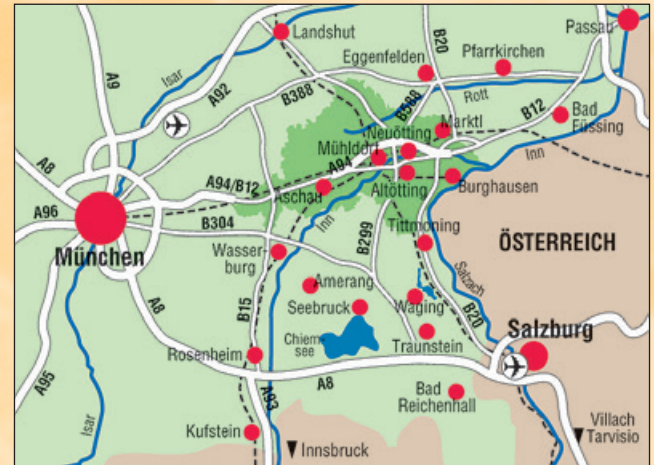 Landshut
B20
Passau
Eggenfelden
Pfarrkirchen
A9
Isar
A92
B388
B588
Rott
B12
Bad
Füssing
Marktl
Neuötting
Mühldorf
A94
Inn
A8
A94/B12
Aschau
Altötting
Burghausen
A96
B304
Inn
B299
Tittmoning
ÖSTERREICH
München
Wasser-
burg
Salzach
Amerang
Seebruck
Waging
B20
A8
B15
Chiem-
see
Traunstein
Salzburg
Rosenheim
A8
A95
A93
Bad
Reichenhall
Isar
Kufstein
Innsbruck
Villach
Tarvisio